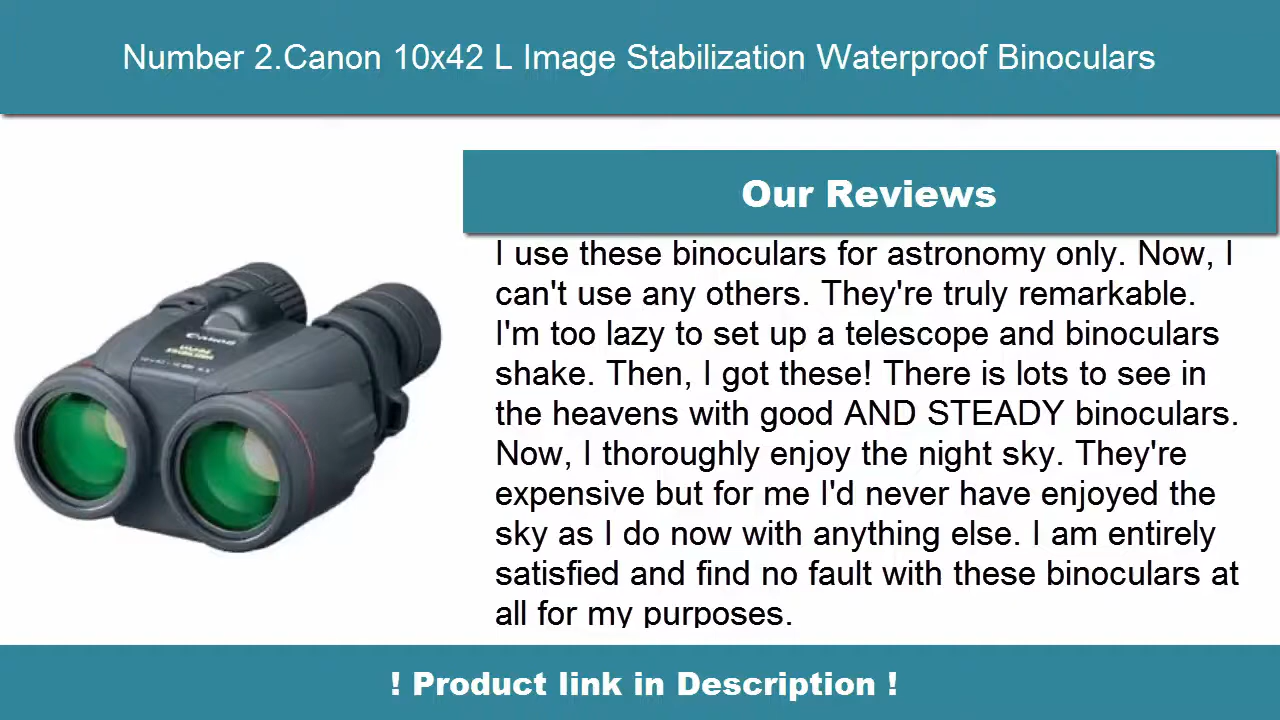 Number 2.Canon 10x42 L Image Stabilization Waterproof Binoculars
Our Reviews
I use these binoculars for astronomy only. Now, I
can't use any others. They're truly remarkable.
I'm too lazy to set up a telescope and binoculars
shake. Then, I got these! There is lots to see in
the heavens with good AND STEADY binoculars.
Now, I thoroughly enjoy the night sky. They're
expensive but for me I'd never have enjoyed the
sky as I do now with anything else. I am entirely
satisfied and find no fault with these binoculars at
all for my purposes.
Canon
IMAGE
STABILIZER
! Product link in Description !